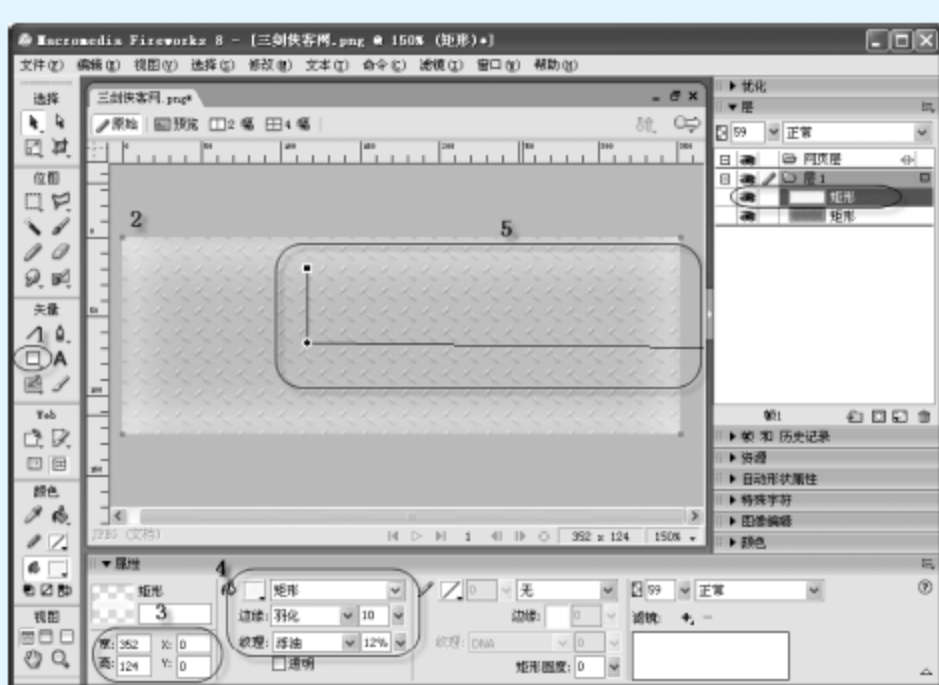 Macromedia Fireworks 8 - [三剑侠客网.png @ 150% (矩形)*]
文件(F) 编辑(E) 视图(V) 选择(S) 修改(M) 文本(T) 命令(C) 滤镜(I) 窗口(W) 帮助(H)
选择
位图
矢量
A
Web
颜色
视图
三剑侠客网.png*
原始 预览 2 幅 4 幅
2
5
JPEG (文档)
1 352 x 124 150%
优化
层
59 正常
网页层
层 1
矩形
矩形
帧1
帧 和 历史记录
资源
自动形状属性
特殊字符
图像编辑
颜色
属性
矩形
3
宽: 352 X: 0
高: 124 Y: 0
4
矩形
边缘: 羽化 10
纹理: 浮油 12%
透明
0 无
边缘: 0
纹理: DNA 0
矩形圆度: 0
59 正常
滤镜: +. -